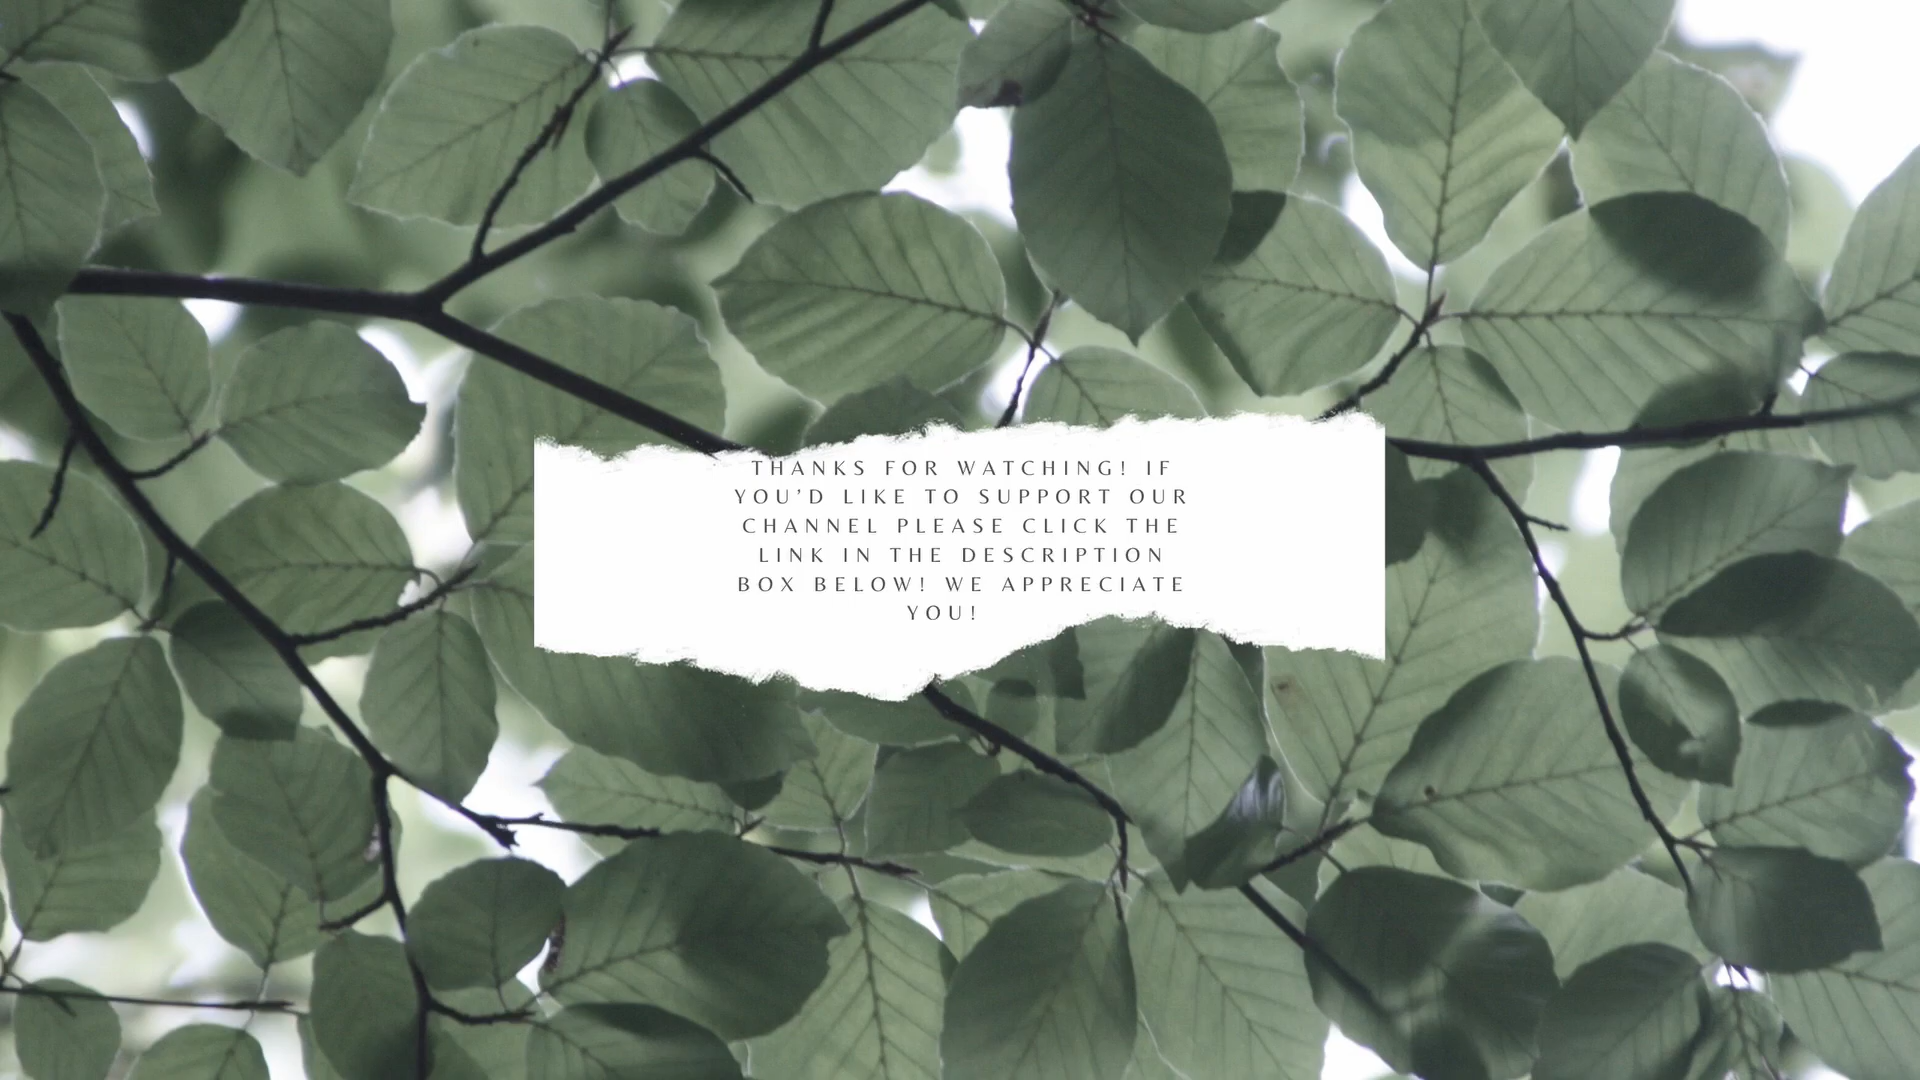 THANKS FOR WATCHING! IF
YOU’D LIKE TO SUPPORT OUR
CHANNEL PLEASE CLICK THE
LINK IN THE DESCRIPTION
BOX BELOW! WE APPRECIATE
YOU!